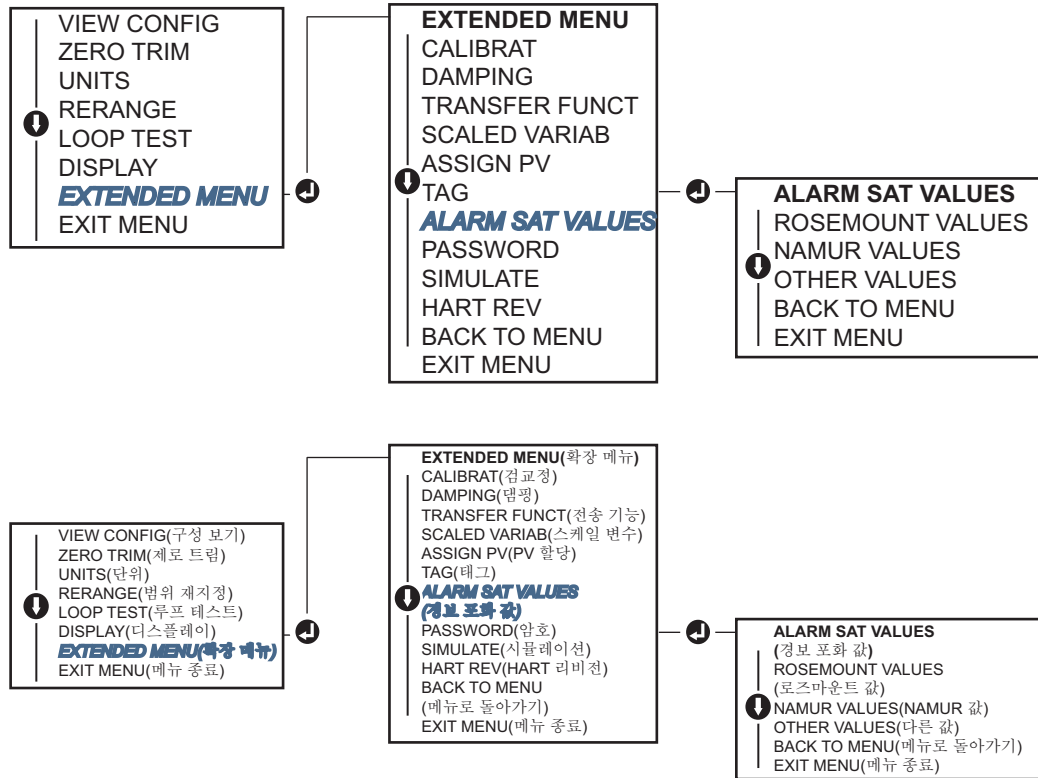 VIEW CONFIG
ZERO TRIM
UNITS
RERANGE
LOOP TEST
DISPLAY
EXTENDED MENU
EXIT MENU
EXTENDED MENU
CALIBRAT
DAMPING
TRANSFER FUNCT
SCALED VARIAB
ASSIGN PV
TAG
ALARM SAT VALUES
PASSWORD
SIMULATE
HART REV
BACK TO MENU
EXIT MENU
ALARM SAT VALUES
ROSEMOUNT VALUES
NAMUR VALUES
OTHER VALUES
BACK TO MENU
EXIT MENU
VIEW CONFIG(구성 보기)
ZERO TRIM(제로 트림)
UNITS(단위)
RERANGE(범위 재지정)
LOOP TEST(루프 테스트)
DISPLAY(디스플레이)
EXTENDED MENU(확장 메뉴)
EXIT MENU(메뉴 종료)
EXTENDED MENU(확장 메뉴)
CALIBRAT(검교정)
DAMPING(댐핑)
TRANSFER FUNCT(전송 기능)
SCALED VARIAB(스케일 변수)
ASSIGN PV(PV 할당)
TAG(태그)
ALARM SAT VALUES
(경보 포화 값)
PASSWORD(암호)
SIMULATE(시뮬레이션)
HART REV(HART 리비전)
BACK TO MENU
(메뉴로 돌아가기)
EXIT MENU(메뉴 종료)
ALARM SAT VALUES
(경보 포화 값)
ROSEMOUNT VALUES
(로즈마운트 값)
NAMUR VALUES(NAMUR 값)
OTHER VALUES(다른 값)
BACK TO MENU(메뉴로 돌아가기)
EXIT MENU(메뉴 종료)